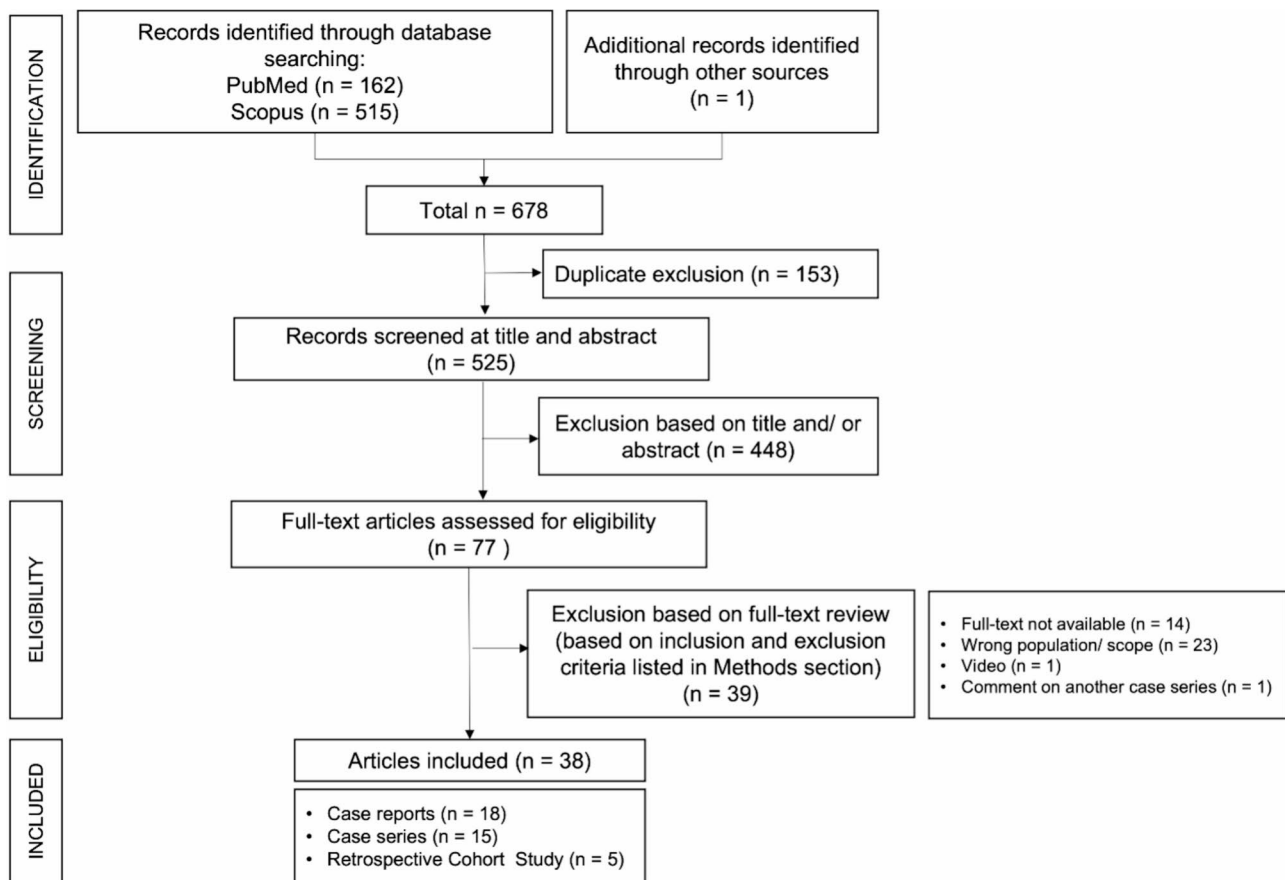 IDENTIFICATION
Records identified through database
searching:
PubMed (n = 162)
Scopus (n = 515)
Adiditional records identified
through other sources
(n = 1)
Total n = 678
SCREENING
Duplicate exclusion (n = 153)
Records screened at title and abstract
(n = 525)
Exclusion based on title and/ or
abstract (n = 448)
ELIGIBILITY
Full-text articles assessed for eligibility
(n = 77 )
Exclusion based on full-text review
(based on inclusion and exclusion
criteria listed in Methods section)
(n = 39)
• Full-text not available (n = 14)
• Wrong population/ scope (n = 23)
• Video (n = 1)
• Comment on another case series (n = 1)
INCLUDED
Articles included (n = 38)
• Case reports (n = 18)
• Case series (n = 15)
• Retrospective Cohort Study (n = 5)